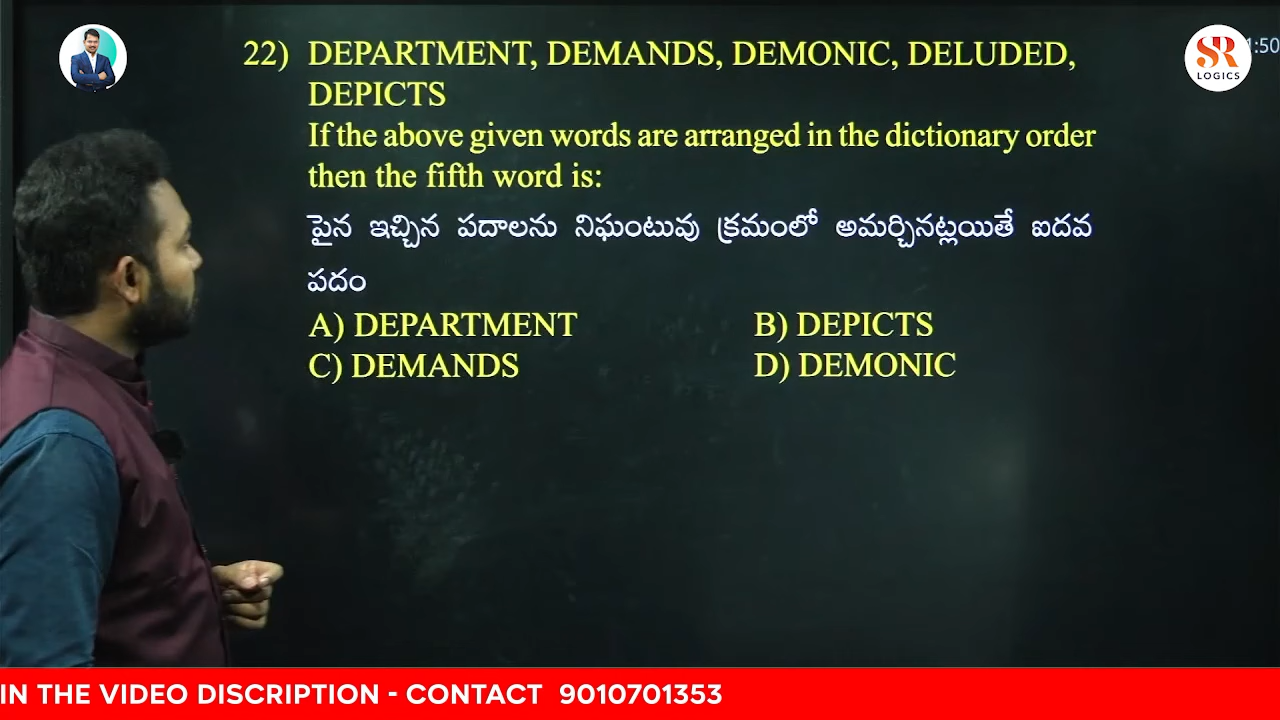 22) DEPARTMENT, DEMANDS, DEMONIC, DELUDED,
DEPICTS
If the above given words are arranged in the dictionary order
then the fifth word is:
పైన ఇచ్చిన పదాలను నిఘంటువు క్రమంలో అమర్చినట్లయితే ఐదవ
పదం
A) DEPARTMENT B) DEPICTS
C) DEMANDS D) DEMONIC
SR
LOGICS
1:50
IN THE VIDEO DISCRIPTION - CONTACT 9010701353